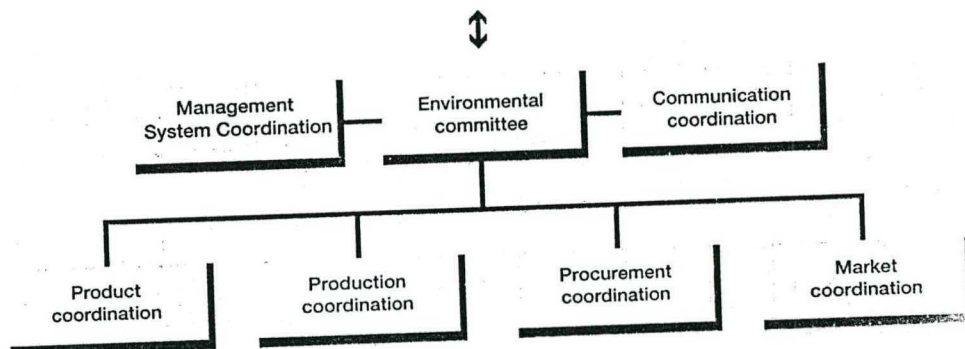 Management
System Coordination
Environmental
committee
Communication
coordination
Product
coordination
Production
coordination
Procurement
coordination
Market
coordination